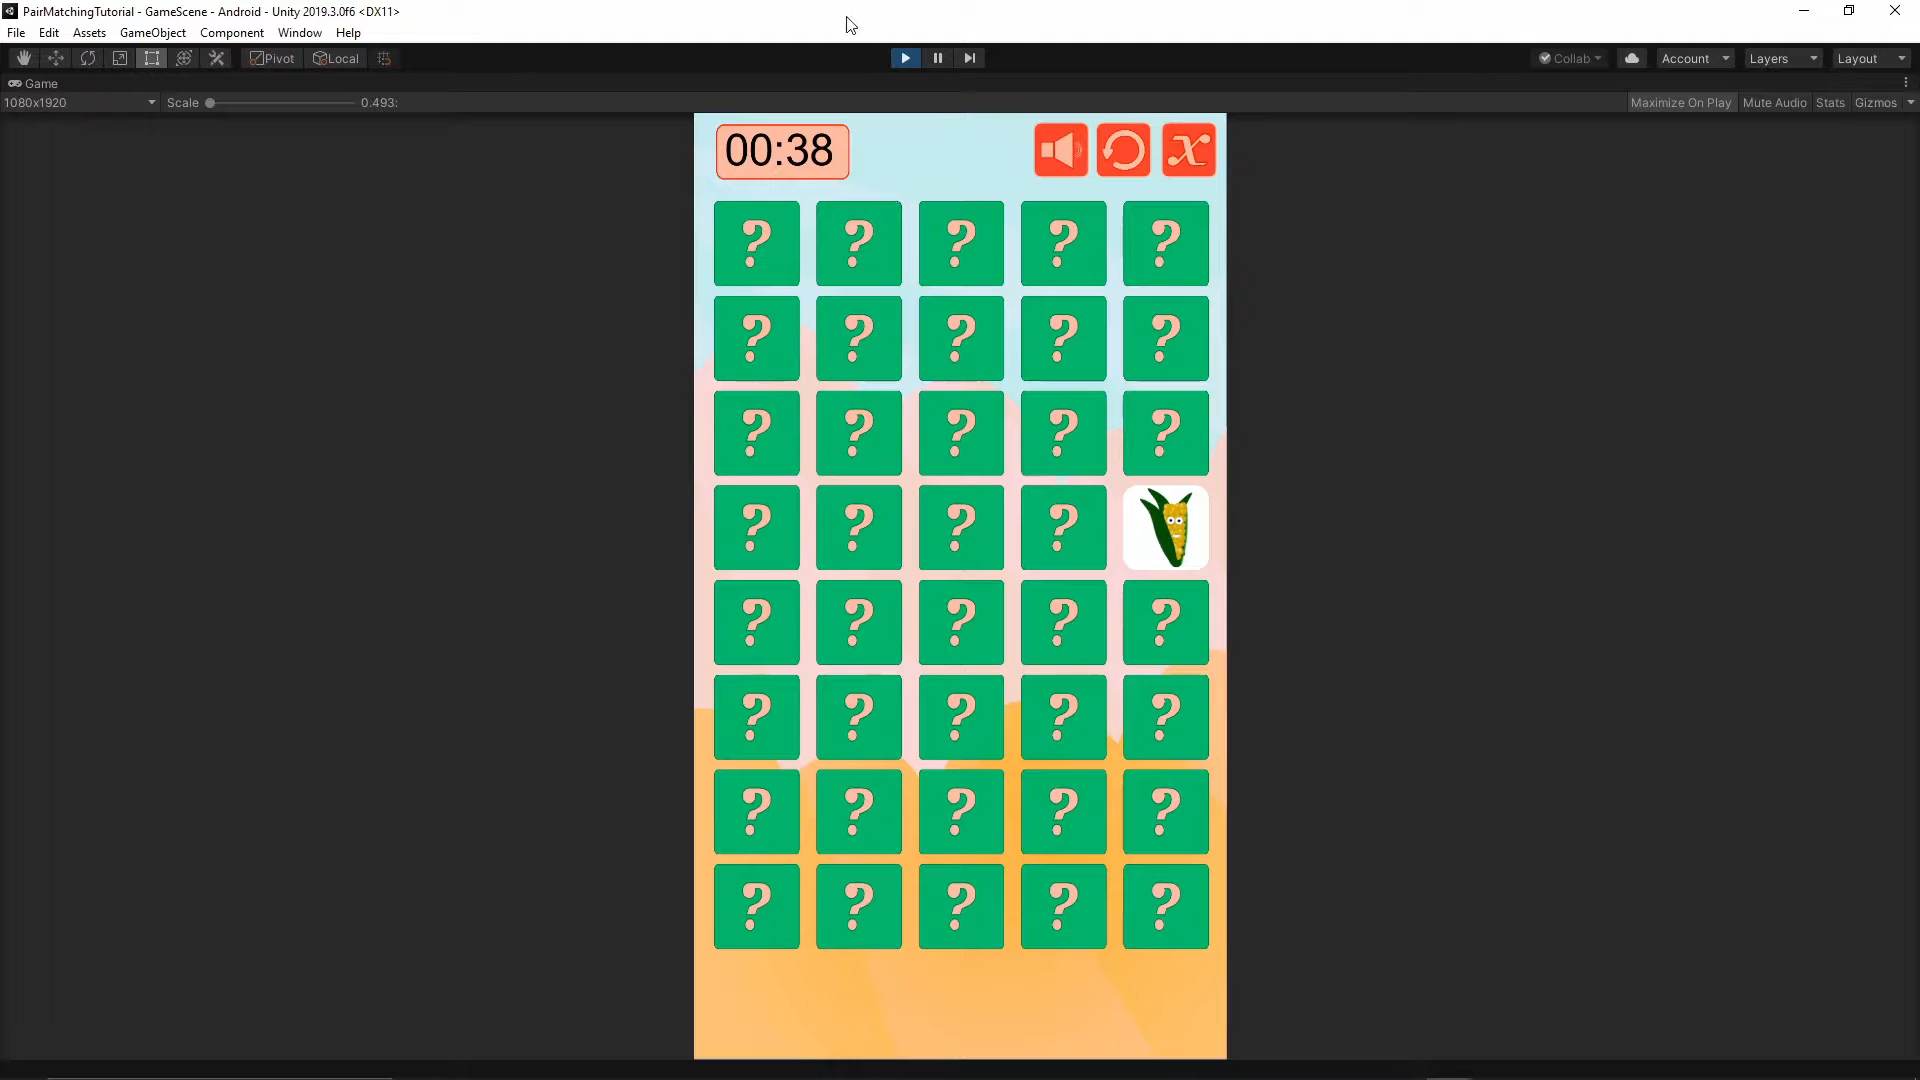 PairMatchingTutorial - GameScene - Android - Unity 2019.3.0f6 <DX11>
File Edit Assets GameObject Component Window Help
Pivot Local Collab Account Layers Layout
Game
1080x1920 Scale 0.493: Maximize On Play Mute Audio Stats Gizmos
00:38 x
? ? ? ? ?
? ? ? ? ?
? ? ? ? ?
? ? ? ?
? ? ? ? ?
? ? ? ? ?
? ? ? ? ?
? ? ? ? ?